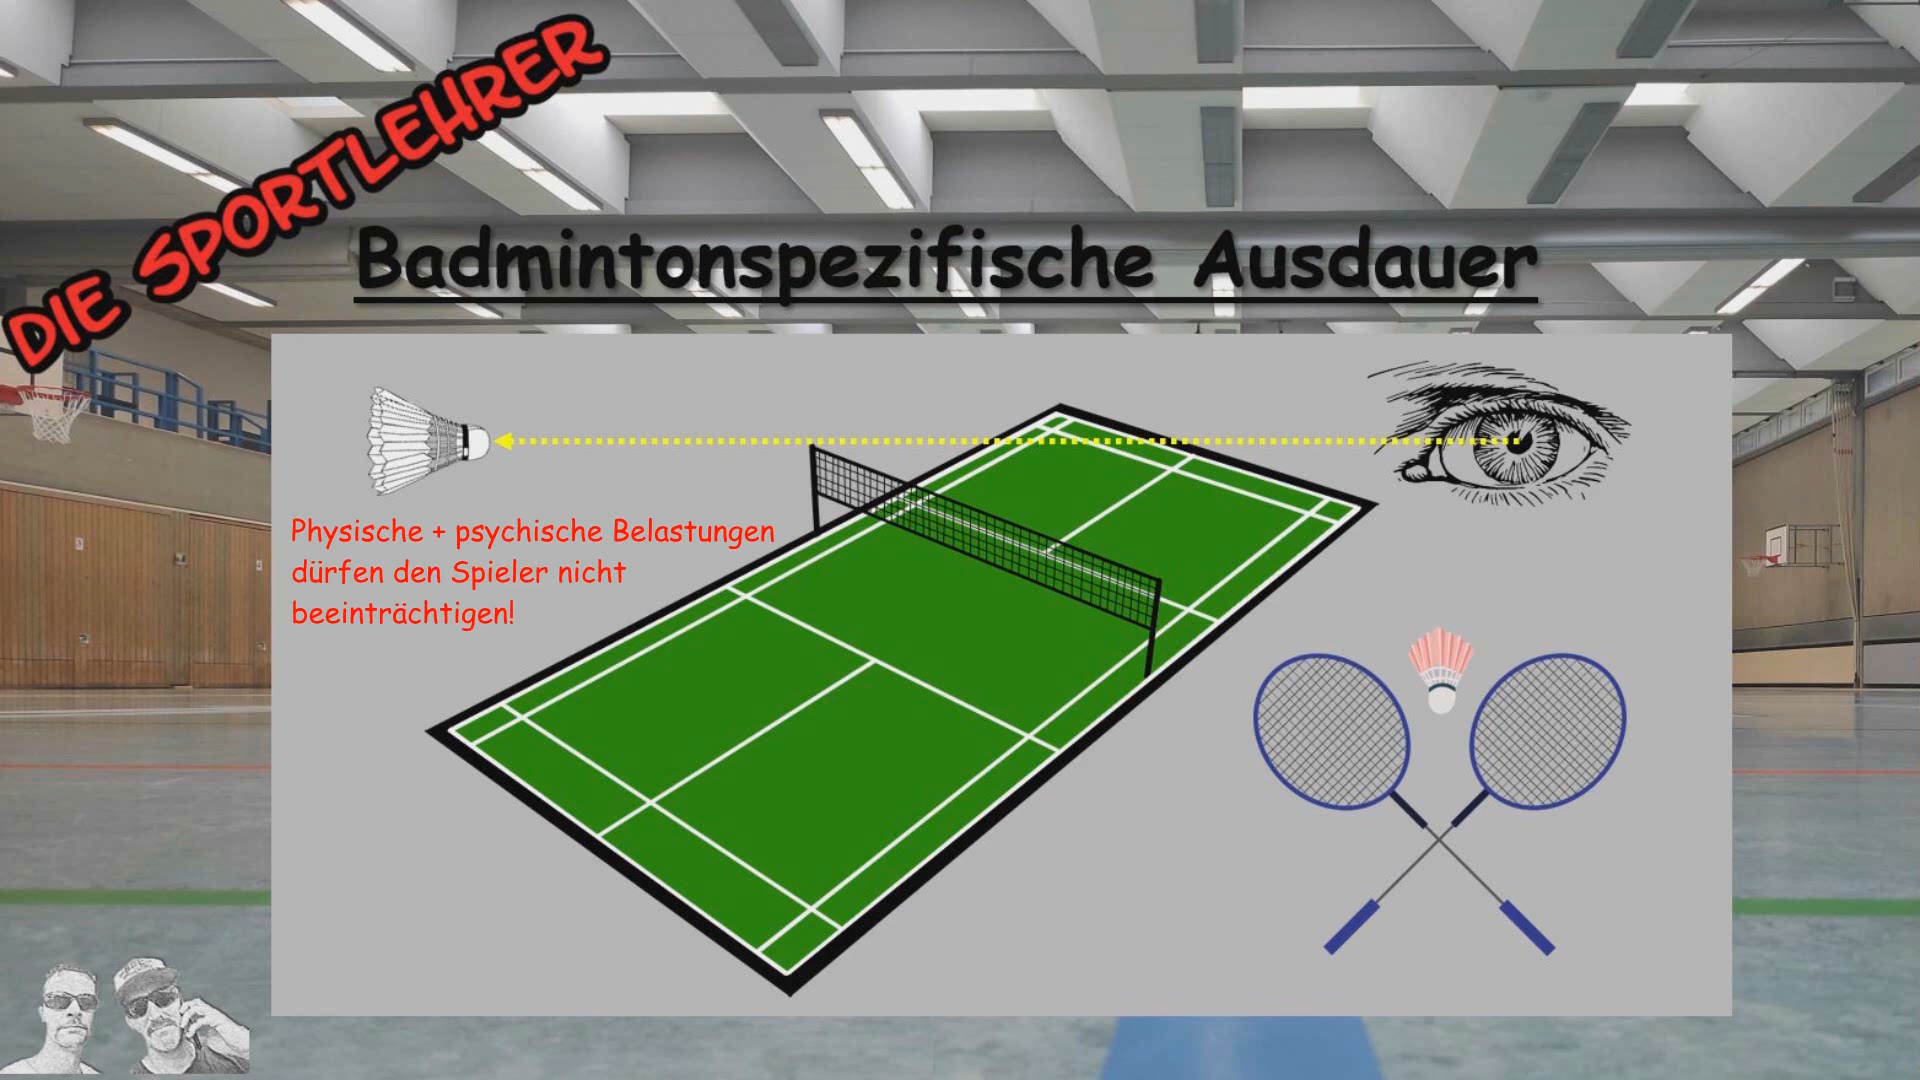 DIE SPORTLEHRER
Badmintonspezifische Ausdauer
Physische + psychische Belastungen
dürfen den Spieler nicht
beeinträchtigen!